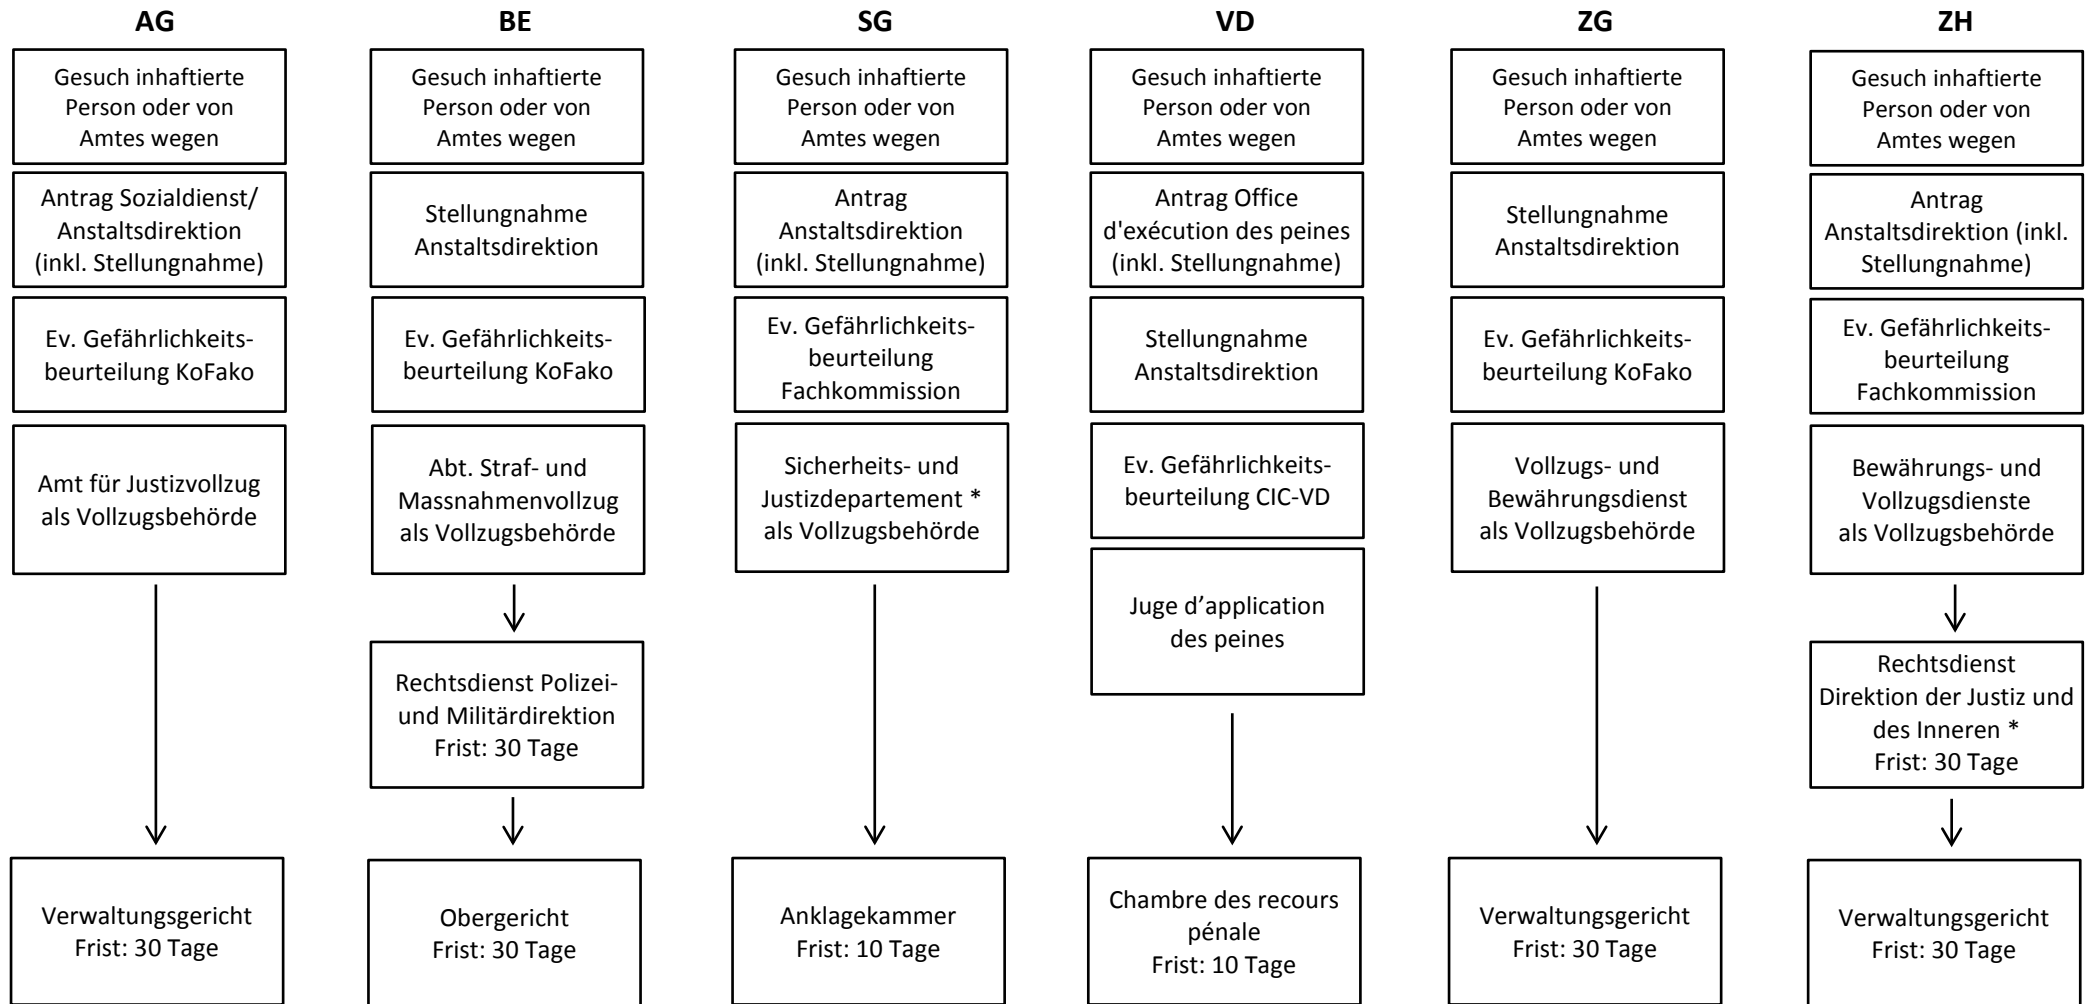 AG
Gesuch inhaftierte
Person oder von
Amtes wegen
Antrag Sozialdienst/
Anstaltsdirektion
(inkl. Stellungnahme)
Ev. Gefährlichkeits-
beurteilung KoFako
Amt für Justizvollzug
als Vollzugsbehörde
Verwaltungsgericht
Frist: 30 Tage
BE
Gesuch inhaftierte
Person oder von
Amtes wegen
Stellungnahme
Anstaltsdirektion
Ev. Gefährlichkeits-
beurteilung KoFako
Abt. Straf- und
Massnahmenvollzug
als Vollzugsbehörde
Rechtsdienst Polizei-
und Militärdirektion
Frist: 30 Tage
Obergericht
Frist: 30 Tage
SG
Gesuch inhaftierte
Person oder von
Amtes wegen
Antrag
Anstaltsdirektion
(inkl. Stellungnahme)
Ev. Gefährlichkeits-
beurteilung
Fachkommission
Sicherheits- und
Justizdepartement *
als Vollzugsbehörde
Anklagekammer
Frist: 10 Tage
VD
Gesuch inhaftierte
Person oder von
Amtes wegen
Antrag Office
d'exécution des peines
(inkl. Stellungnahme)
Stellungnahme
Anstaltsdirektion
Ev. Gefährlichkeits-
beurteilung CIC-VD
Juge d’application
des peines
Chambre des recours
pénale
Frist: 10 Tage
ZG
Gesuch inhaftierte
Person oder von
Amtes wegen
Stellungnahme
Anstaltsdirektion
Ev. Gefährlichkeits-
beurteilung KoFako
Vollzugs- und
Bewährungsdienst
als Vollzugsbehörde
Verwaltungsgericht
Frist: 30 Tage
ZH
Gesuch inhaftierte
Person oder von
Amtes wegen
Antrag
Anstaltsdirektion (inkl.
Stellungnahme)
Ev. Gefährlichkeits-
beurteilung
Fachkommission
Bewährungs- und
Vollzugsdienste
als Vollzugsbehörde
Rechtsdienst
Direktion der Justiz und
des Inneren *
Frist: 30 Tage
Verwaltungsgericht
Frist: 30 Tage